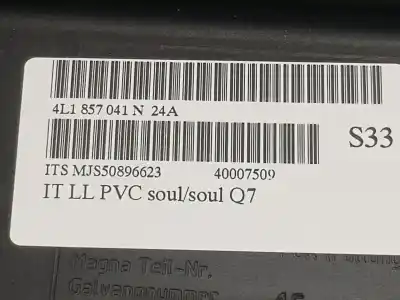 4L1 857 041 N 24A
S33
ITS MJS50896623 40007509
IT LL PVC soul/soul Q7
Magna Teil-Nr.
Galvanonummer